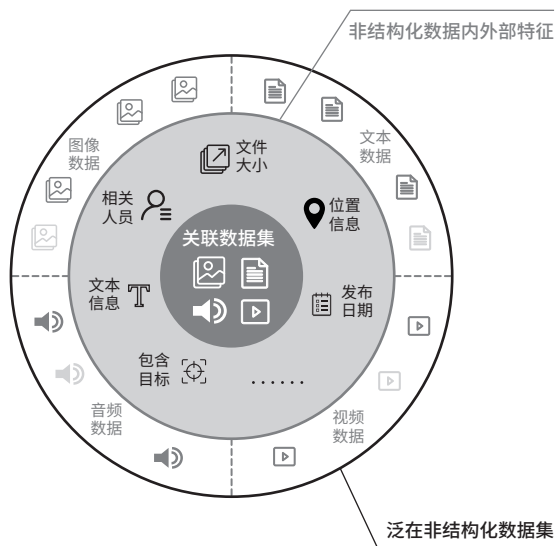 非结构化数据内外部特征
图像
数据
文本
数据
文件
大小
相关
人员
位置
信息
关联数据集
文本
信息
发布
日期
包含
目标
......
音频
数据
视频
数据
泛在非结构化数据集